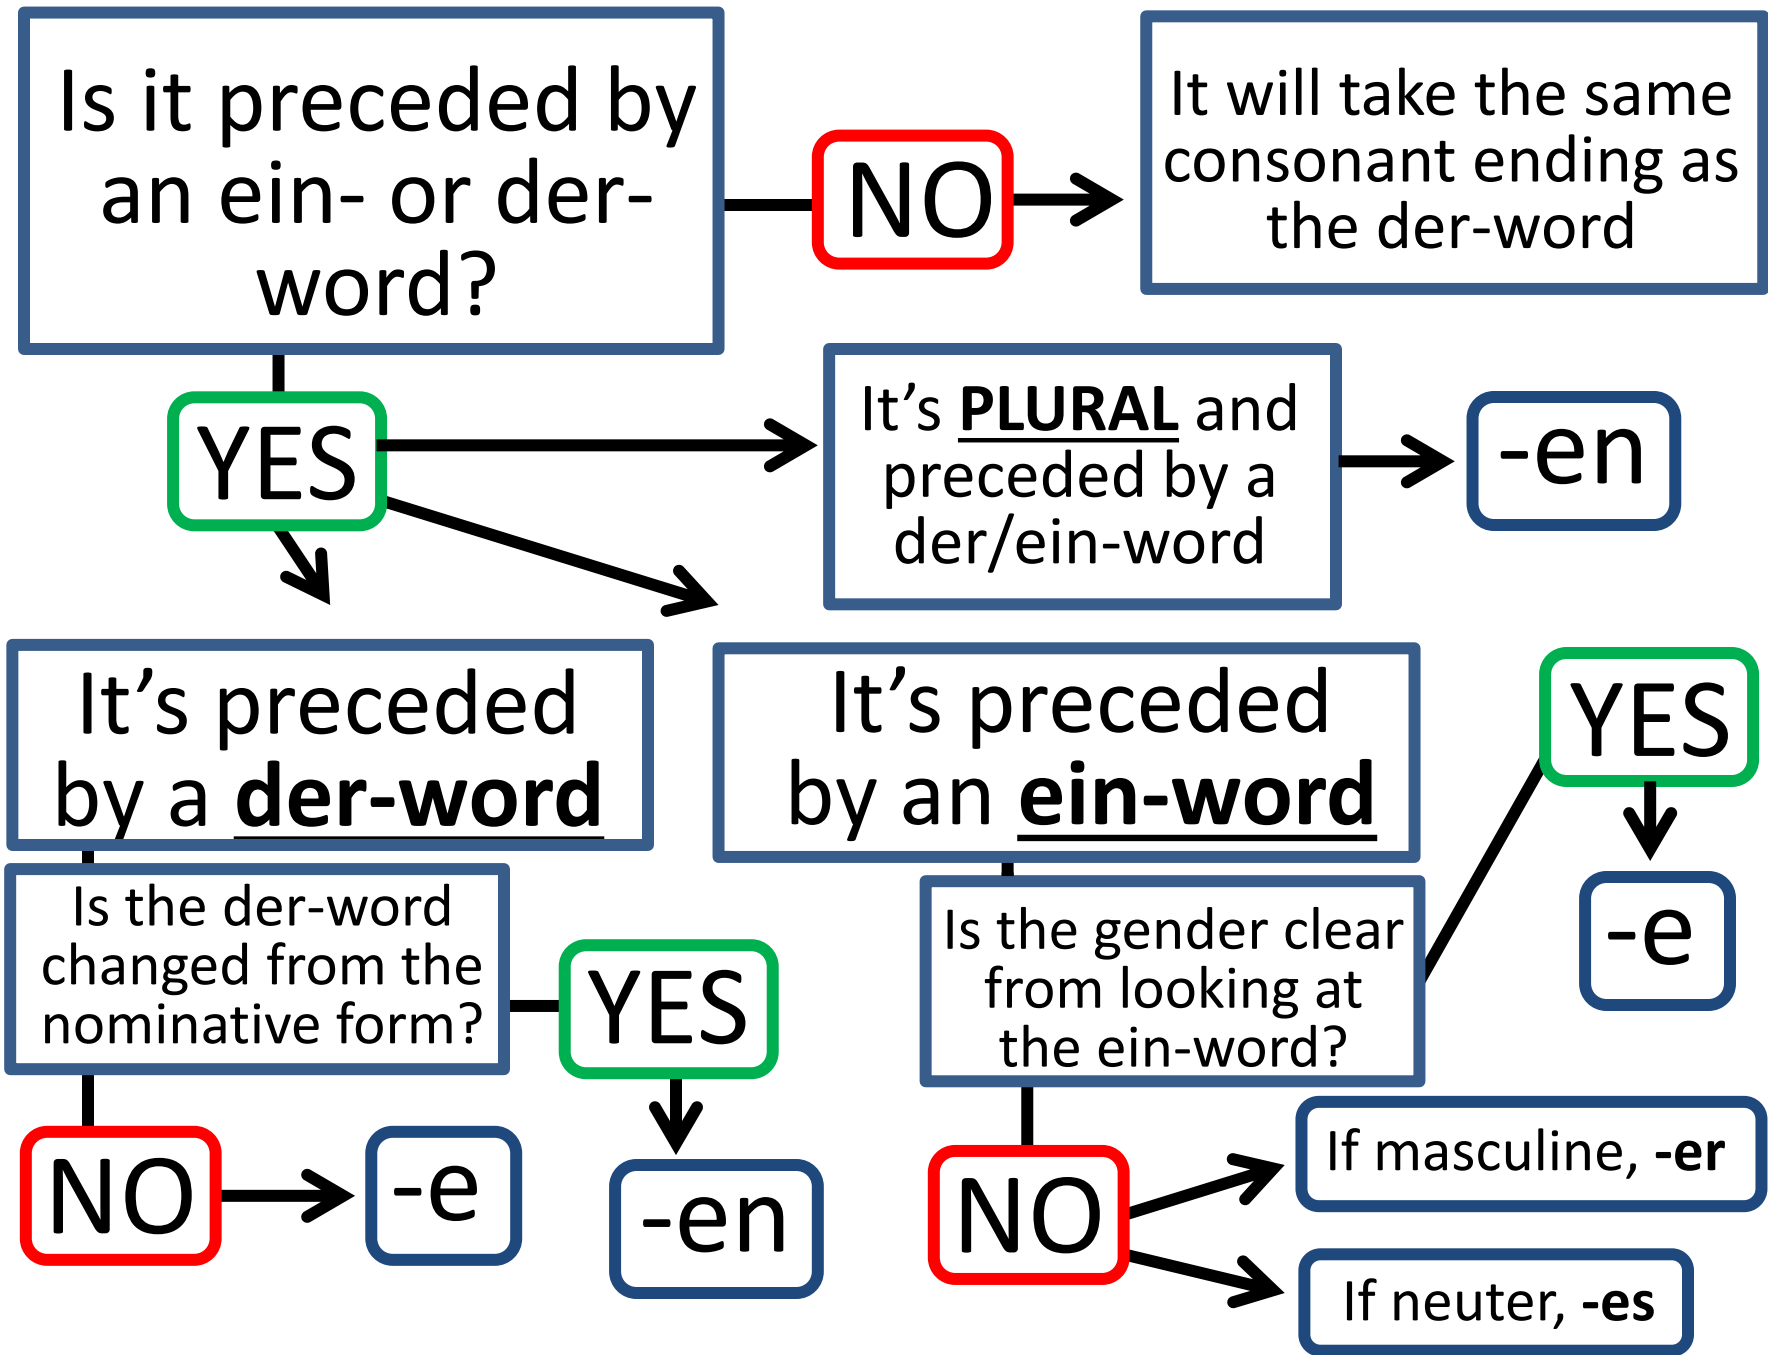 Is it preceded by
an ein- or der-
word?
NO
It will take the same
consonant ending as
the der-word
YES
It’s PLURAL and
preceded by a
der/ein-word
-en
It’s preceded
by a der-word
It’s preceded
by an ein-word
YES
-e
Is the der-word
changed from the
nominative form?
YES
-en
NO
-e
Is the gender clear
from looking at
the ein-word?
NO
If masculine, -er
If neuter, -es